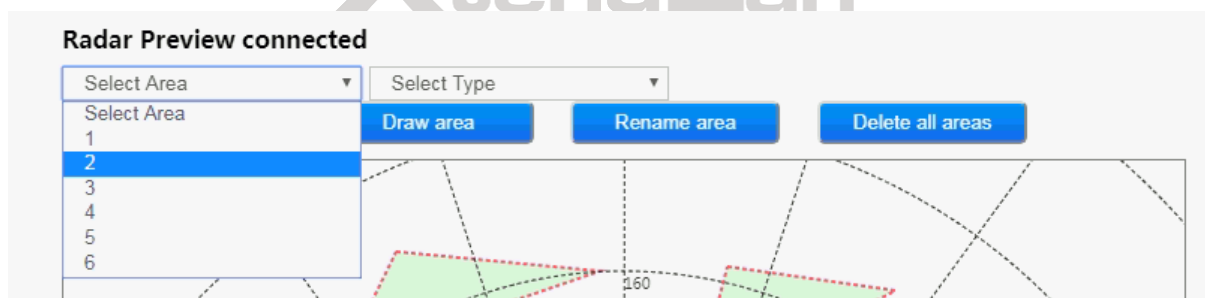 Radar Preview connected
Select Area ▼ Select Type ▼
Select Area
1
Draw area Rename area Delete all areas
2
3
4
5
6
160